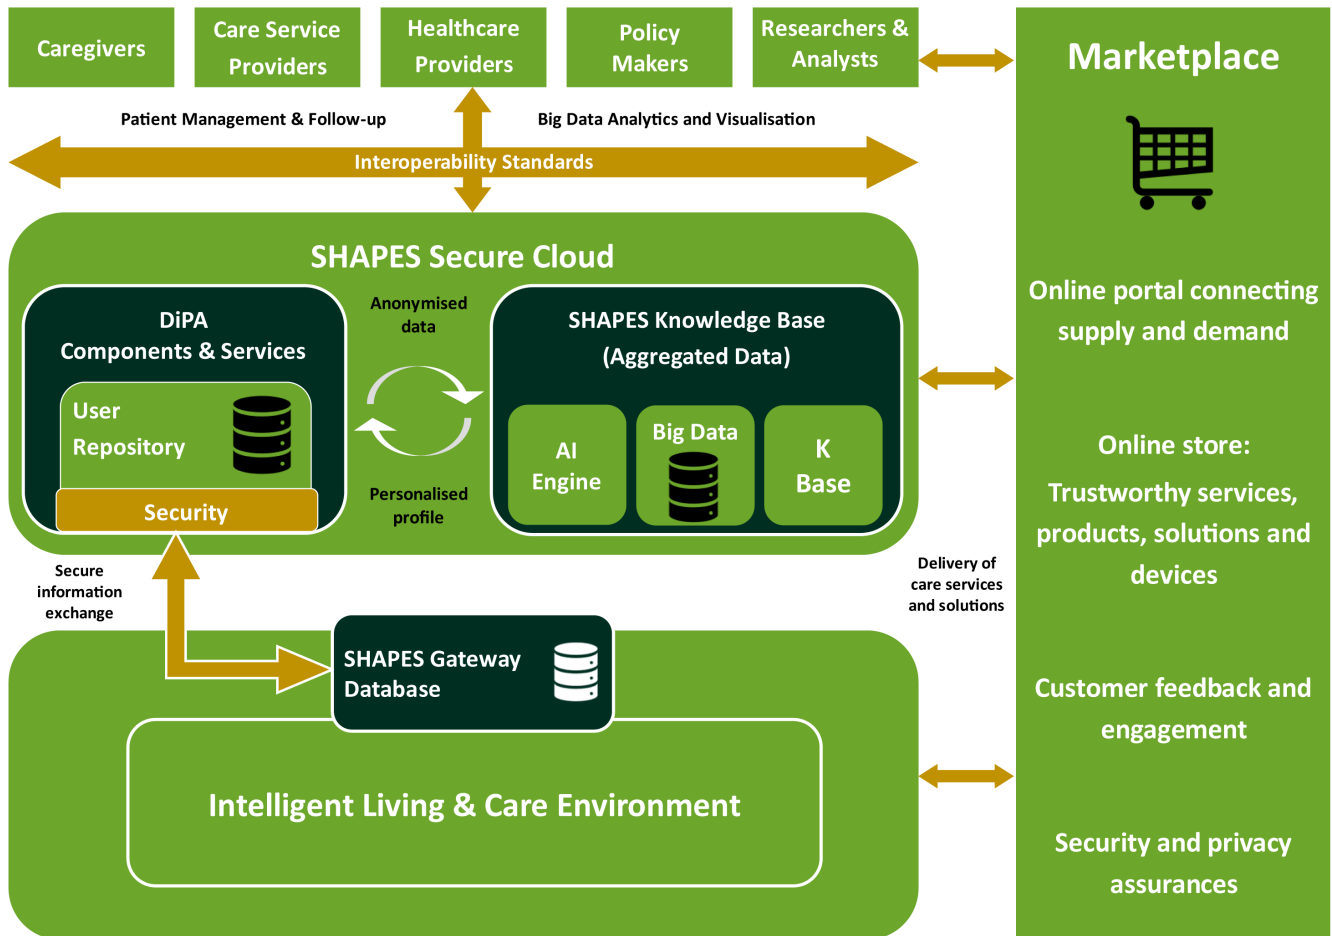 Caregivers
Care Service
Providers
Healthcare
Providers
Policy
Makers
Researchers &
Analysts
Patient Management & Follow-up
Big Data Analytics and Visualisation
Interoperability Standards
SHAPES Secure Cloud
DiPA
Components & Services
User
Repository
Security
Anonymised
data
Personalised
profile
SHAPES Knowledge Base
(Aggregated Data)
AI
Engine
Big Data
K
Base
Secure
information
exchange
Delivery of
care services
and solutions
SHAPES Gateway
Database
Intelligent Living & Care Environment
Marketplace
Online portal connecting
supply and demand
Online store:
Trustworthy services,
products, solutions and
devices
Customer feedback and
engagement
Security and privacy
assurances